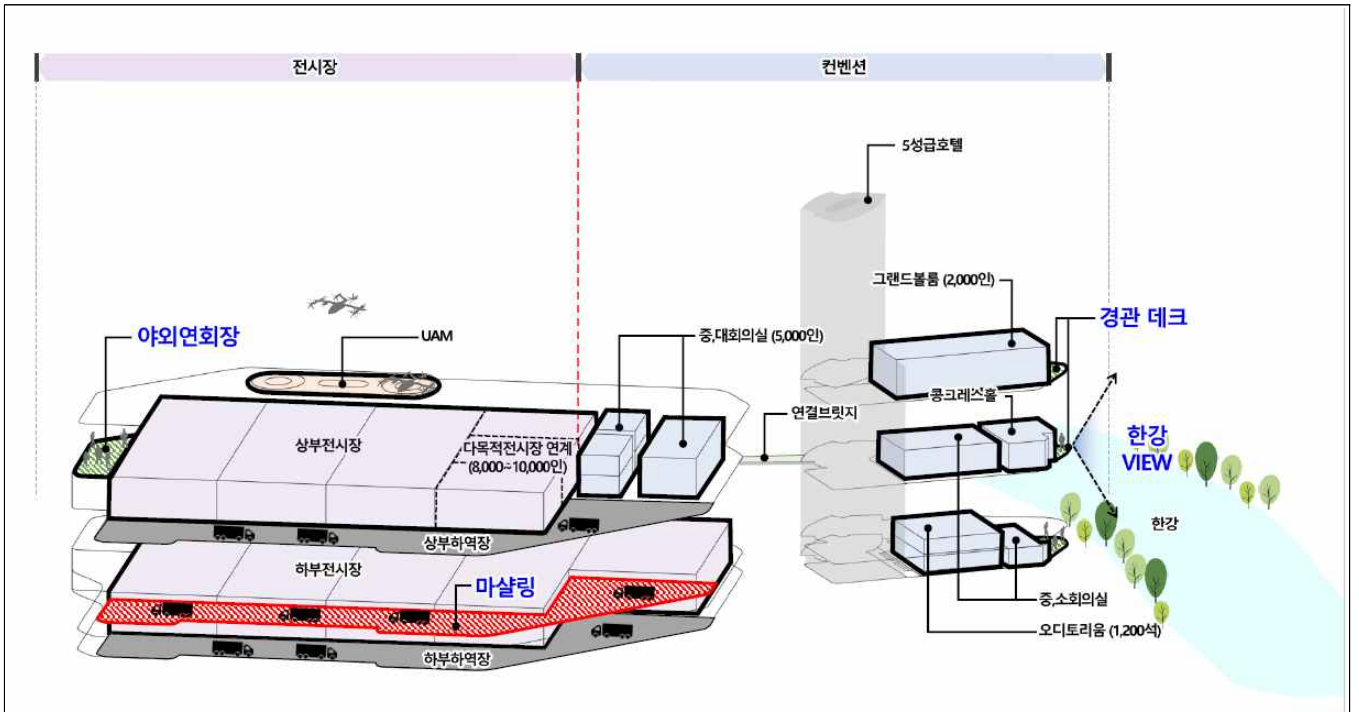 전시장
컨벤션
5성급호텔
그랜드볼룸 (2,000인)
경관 데크
야외연회장
UAM
중,대회의실 (5,000인)
콩크레스홀
연결브릿지
한강
VIEW
상부전시장
다목적전시장 연계
(8,000~10,000인)
한강
상부하역장
하부전시장
마샬링
중,소회의실
오디토리움 (1,200석)
하부하역장